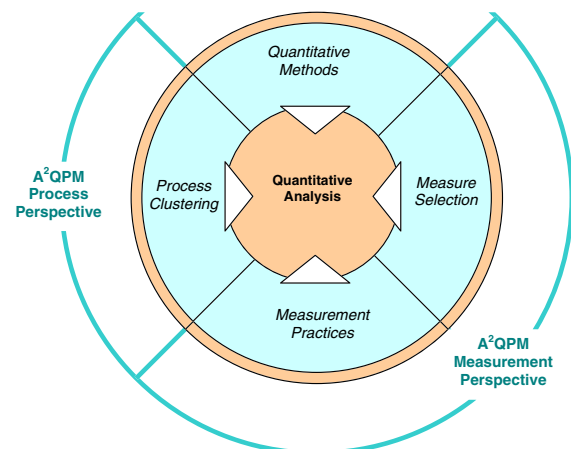 Quantitative
Methods
A²QPM
Process
Perspective
Process
Clustering
Quantitative
Analysis
Measure
Selection
Measurement
Practices
A²QPM
Measurement
Perspective